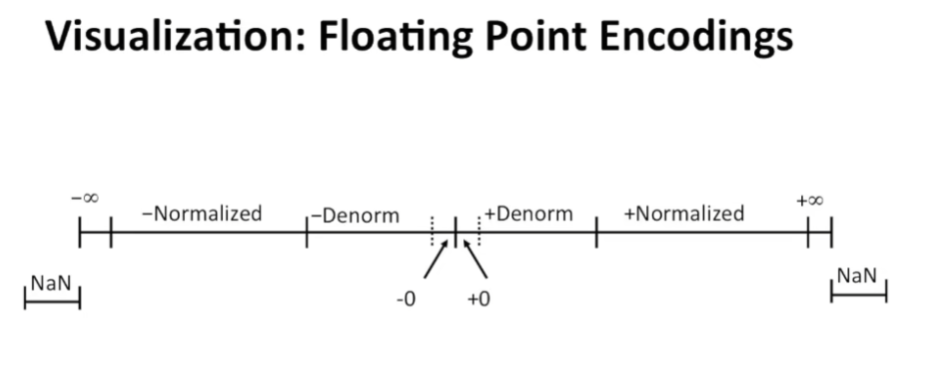 Visualization: Floating Point Encodings
−∞
−Normalized
−Denorm
+Denorm
+Normalized
+∞
NaN
NaN
-0
+0